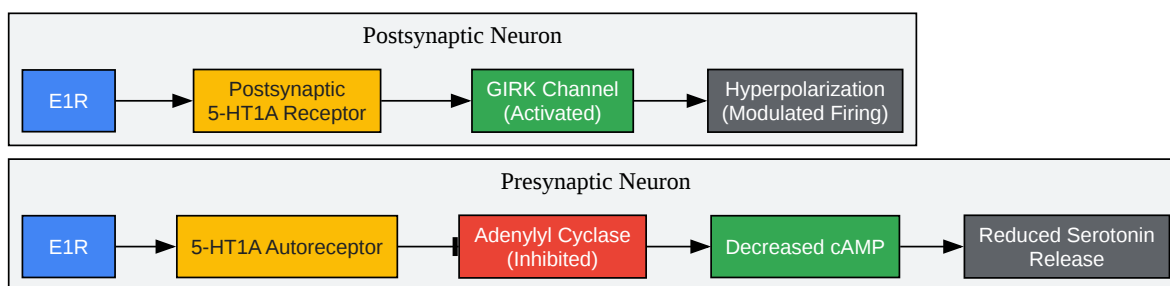 Postsynaptic Neuron
E1R
Postsynaptic
5-HT1A Receptor
GIRK Channel
(Activated)
Hyperpolarization
(Modulated Firing)
Presynaptic Neuron
E1R
5-HT1A Autoreceptor
Adenylyl Cyclase
(Inhibited)
Decreased cAMP
Reduced Serotonin
Release